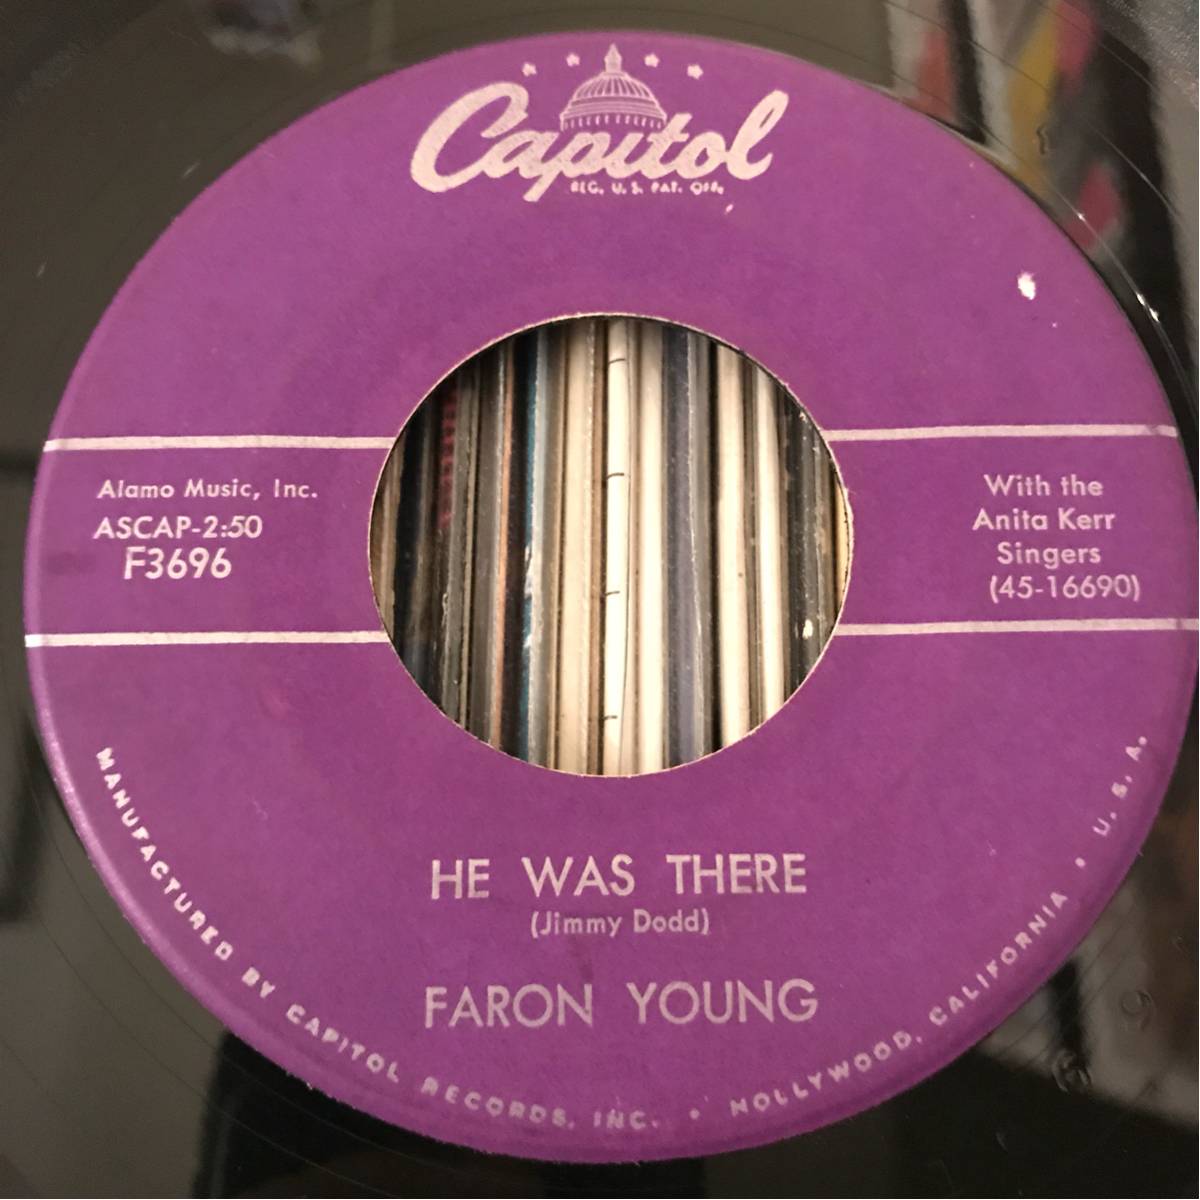 Capitol
REG. U. S. PAT. OFF.
Alamo Music, Inc.
ASCAP-2:50
F3696
With the
Anita Kerr
Singers
(45-16690)
HE WAS THERE
(Jimmy Dodd)
FARON YOUNG
MANUFACTURED BY CAPITOL RECORDS, INC. • HOLLYWOOD, CALIFORNIA • U. S. A.